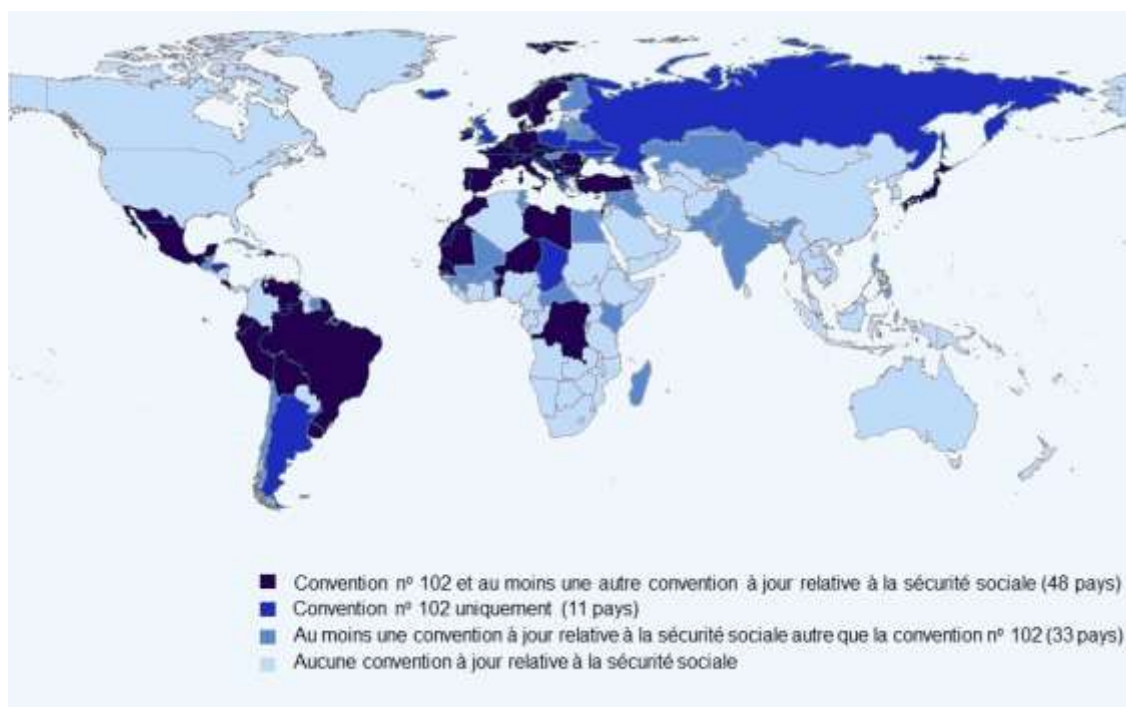 Convention nº 102 et au moins une autre convention à jour relative à la sécurité sociale (48 pays)
Convention nº 102 uniquement (11 pays)
Au moins une convention à jour relative à la sécurité sociale autre que la convention nº 102 (33 pays)
Aucune convention à jour relative à la sécurité sociale